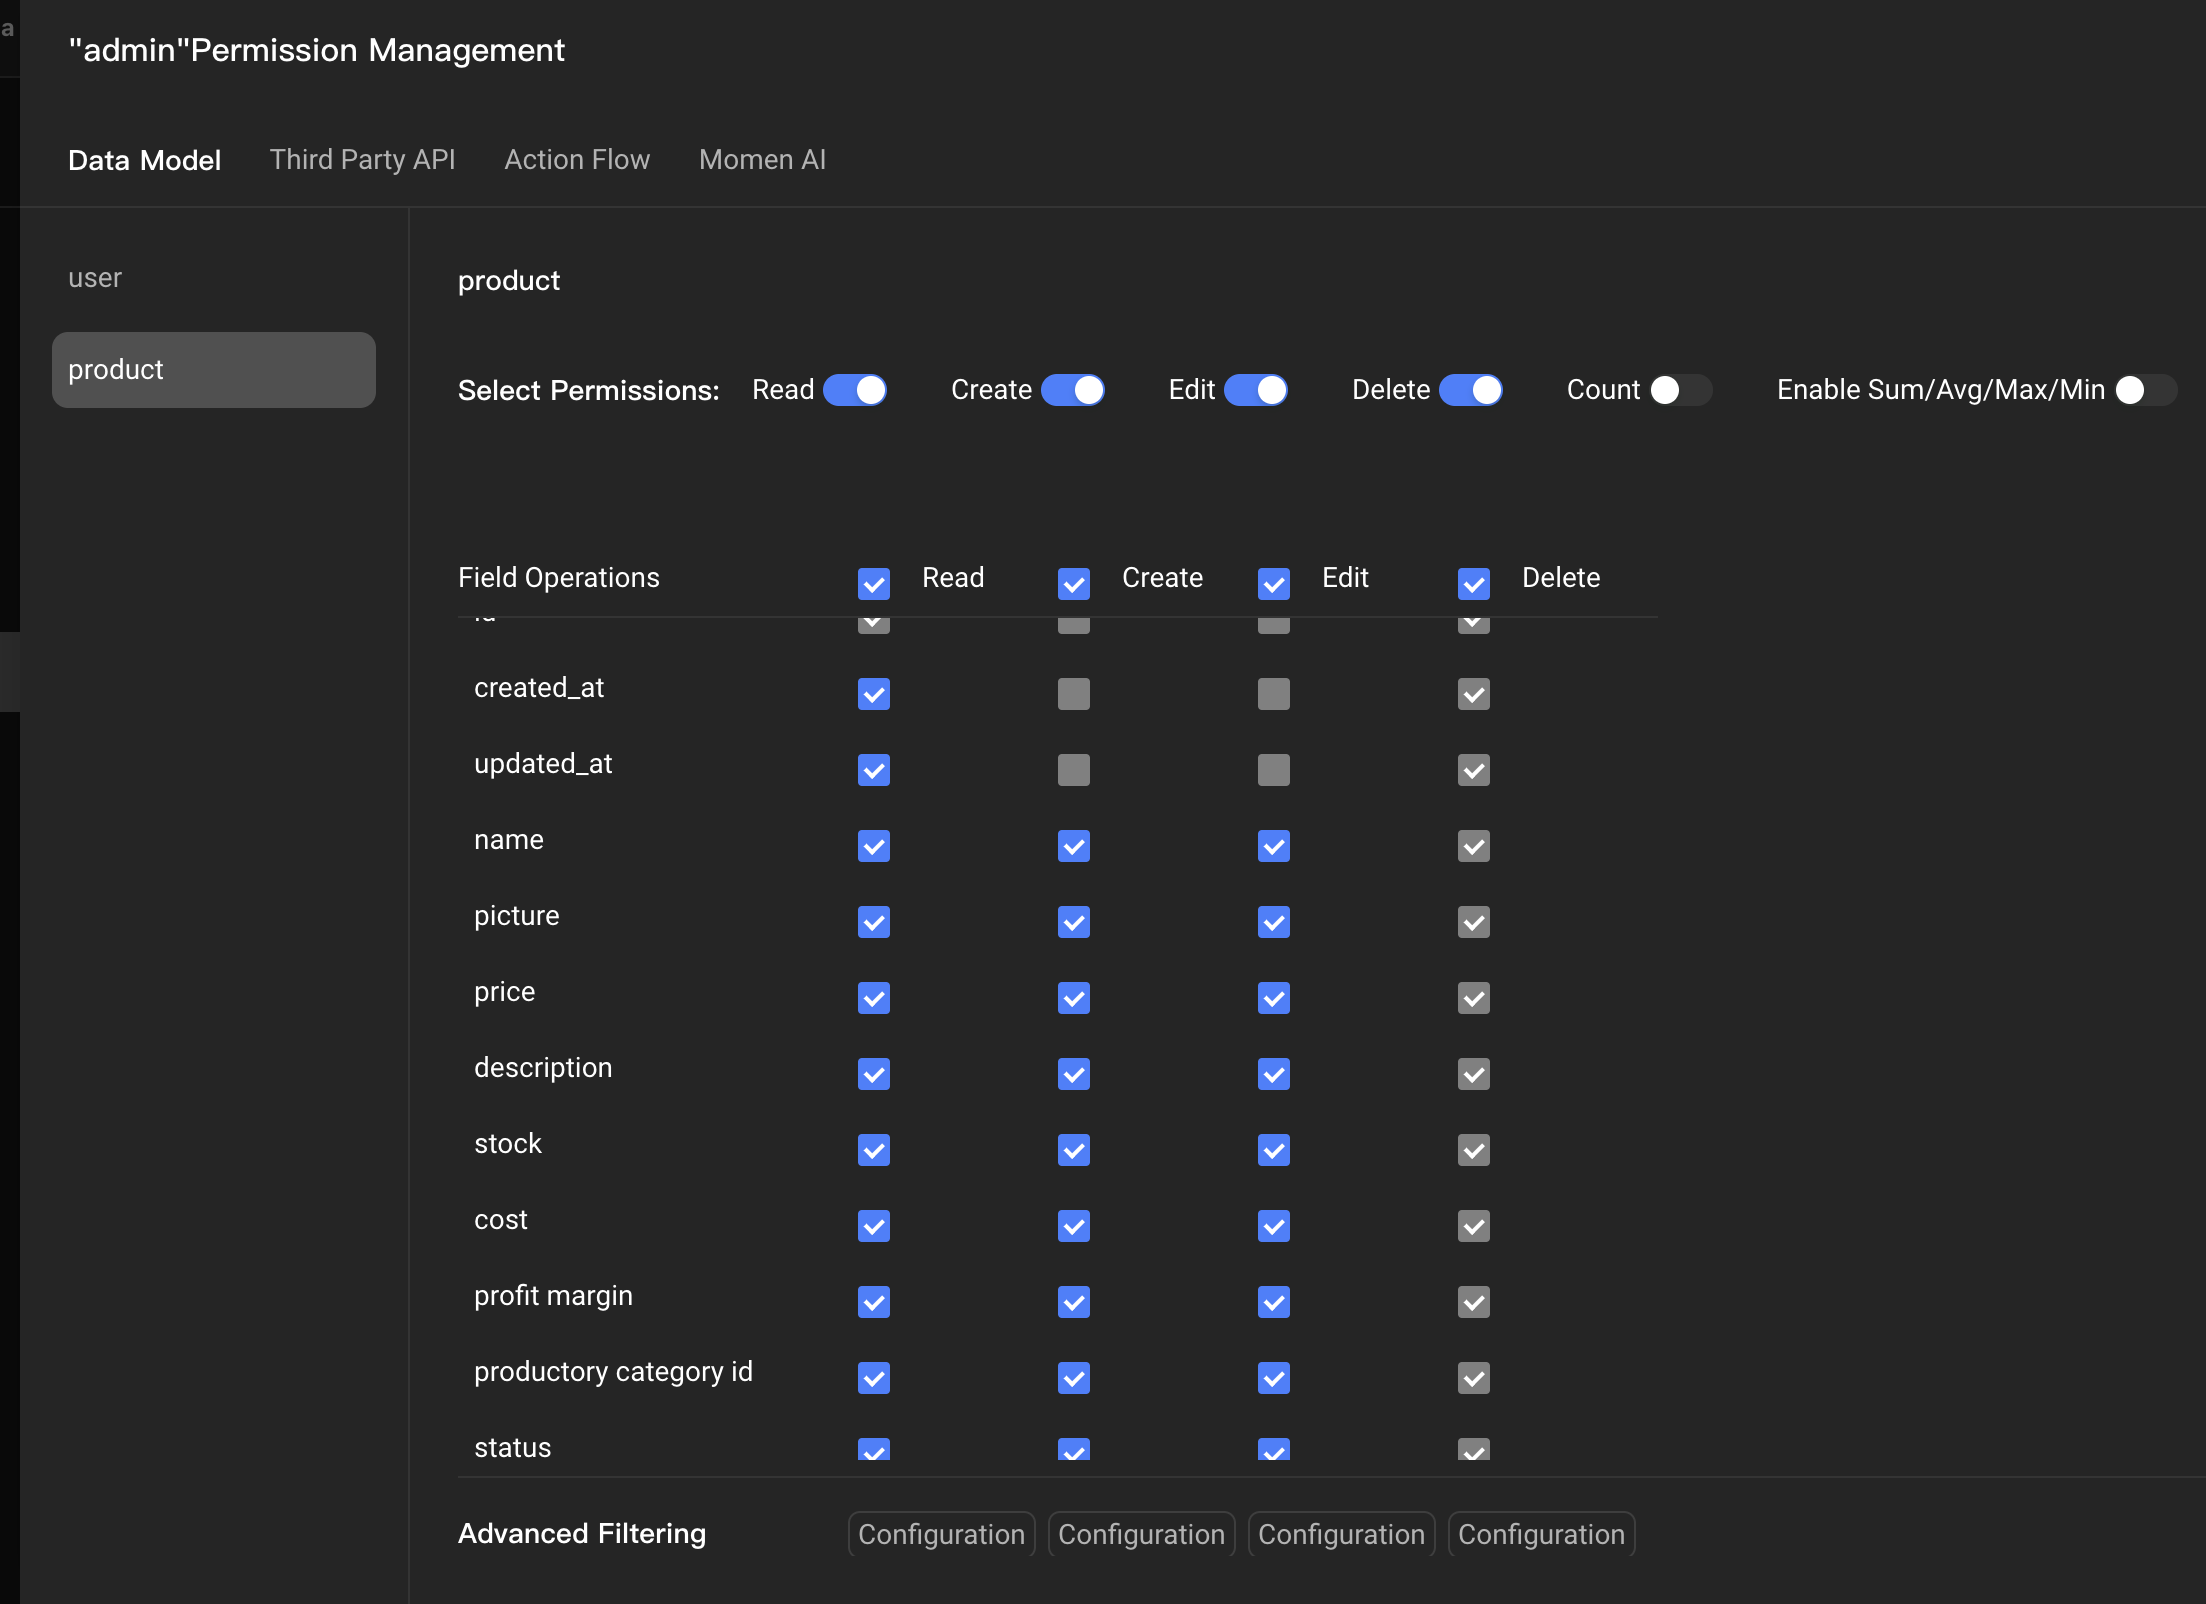 a
"admin"Permission Management
Data Model Third Party API Action Flow Momen AI
user
product
product
Select Permissions: Read Create Edit Delete Count Enable Sum/Avg/Max/Min
Field Operations Read Create Edit Delete
created_at
updated_at
name
picture
price
description
stock
cost
profit margin
productory category id
status
Advanced Filtering Configuration Configuration Configuration Configuration